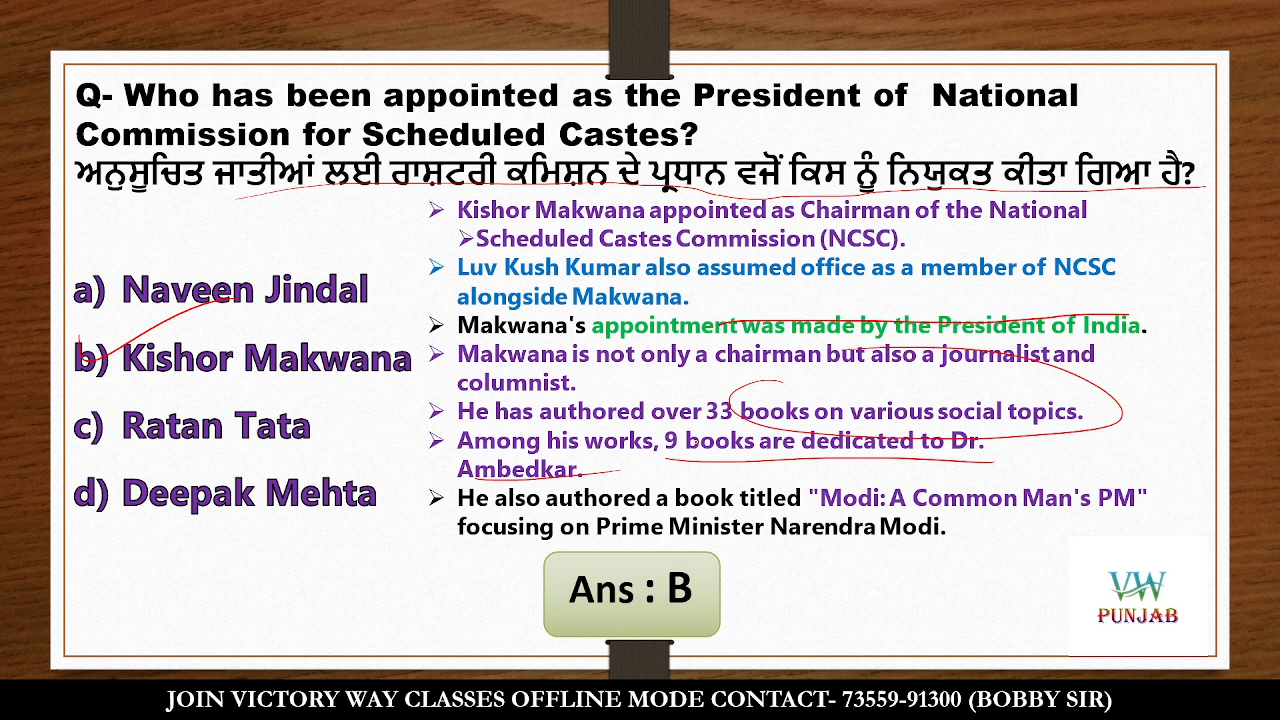 Q- Who has been appointed as the President of National
Commission for Scheduled Castes?
ਅਨੁਸੂਚਿਤ ਜਾਤੀਆਂ ਲਈ ਰਾਸ਼ਟਰੀ ਕਮਿਸ਼ਨ ਦੇ ਪ੍ਰਧਾਨ ਵਜੋਂ ਕਿਸ ਨੂੰ ਨਿਯੁਕਤ ਕੀਤਾ ਗਿਆ ਹੈ?
a) Naveen Jindal
b) Kishor Makwana
c) Ratan Tata
d) Deepak Mehta
➢ Kishor Makwana appointed as Chairman of the National
➢Scheduled Castes Commission (NCSC).
➢ Luv Kush Kumar also assumed office as a member of NCSC
alongside Makwana.
➢ Makwana's appointment was made by the President of India.
➢ Makwana is not only a chairman but also a journalist and
columnist.
➢ He has authored over 33 books on various social topics.
➢ Among his works, 9 books are dedicated to Dr.
Ambedkar.
➢ He also authored a book titled "Modi: A Common Man's PM"
focusing on Prime Minister Narendra Modi.
Ans : B
VW
PUNJAB
JOIN VICTORY WAY CLASSES OFFLINE MODE CONTACT- 73559-91300 (BOBBY SIR)